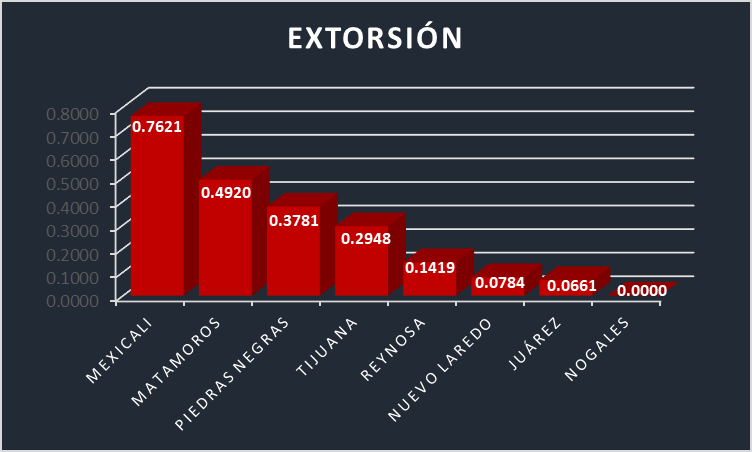 EXTORSIÓN
0.8000
0.7000
0.6000
0.5000
0.4000
0.3000
0.2000
0.1000
0.0000
0.7621
0.4920
0.3781
0.2948
0.1419
0.0784
0.0661
0.0000
MEXICALI
MATAMOROS
PIEDRAS NEGRAS
TIJUANA
REYNOSA
NUEVO LAREDO
JUÁREZ
NOGALES